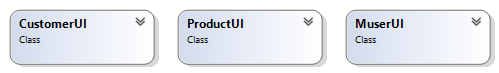 CustomerUI
Class
ProductUI
Class
MuserUI
Class